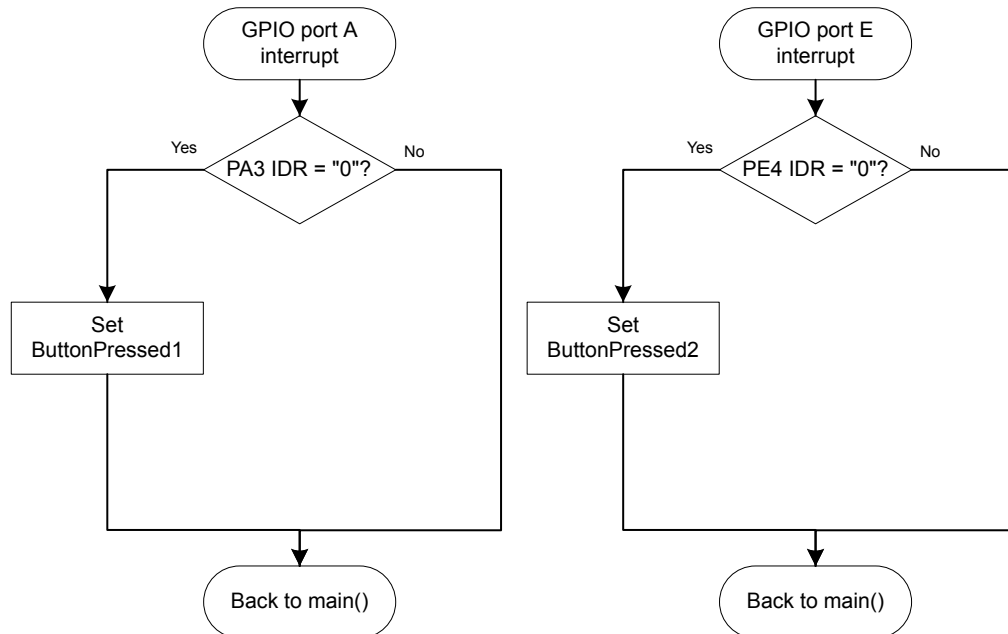 GPIO port A
interrupt
Yes
PA3 IDR = "0"?
No
Set
ButtonPressed1
Back to main()
GPIO port E
interrupt
Yes
PE4 IDR = "0"?
No
Set
ButtonPressed2
Back to main()